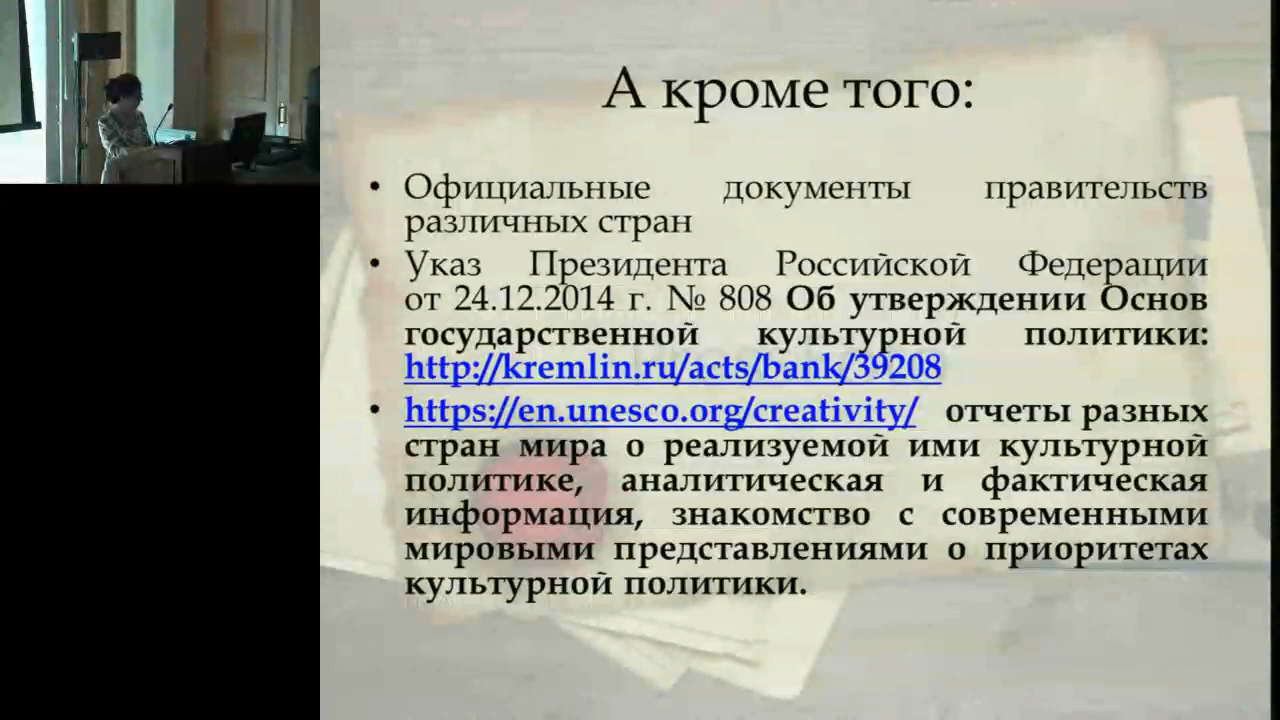 А кроме того:
• Официальные документы правительств
различных стран
• Указ Президента Российской Федерации
от 24.12.2014 г. № 808 Об утверждении Основ
государственной культурной политики:
http://kremlin.ru/acts/bank/39208
• https://en.unesco.org/creativity/ отчеты разных
стран мира о реализуемой ими культурной
политике, аналитическая и фактическая
информация, знакомство с современными
мировыми представлениями о приоритетах
культурной политики.